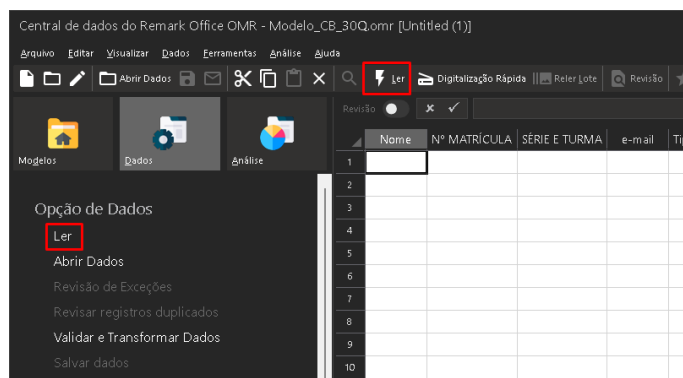 Central de dados do Remark Office OMR - Modelo_CB_30Q.omr [Untitled (1)]
Arquivo Editar Visualizar Dados Ferramentas Análise Ajuda
Abrir Dados Ler Digitalização Rápida Reler Lote Revisão
Revisão
Modelos Dados Análise
Nome Nº MATRÍCULA SÉRIE E TURMA e-mail Ti
1
2
Opção de Dados 3
Ler 4
Abrir Dados 5
Revisão de Exceções 6
Revisar registros duplicados 7
8
Validar e Transformar Dados 9
Salvar dados 10